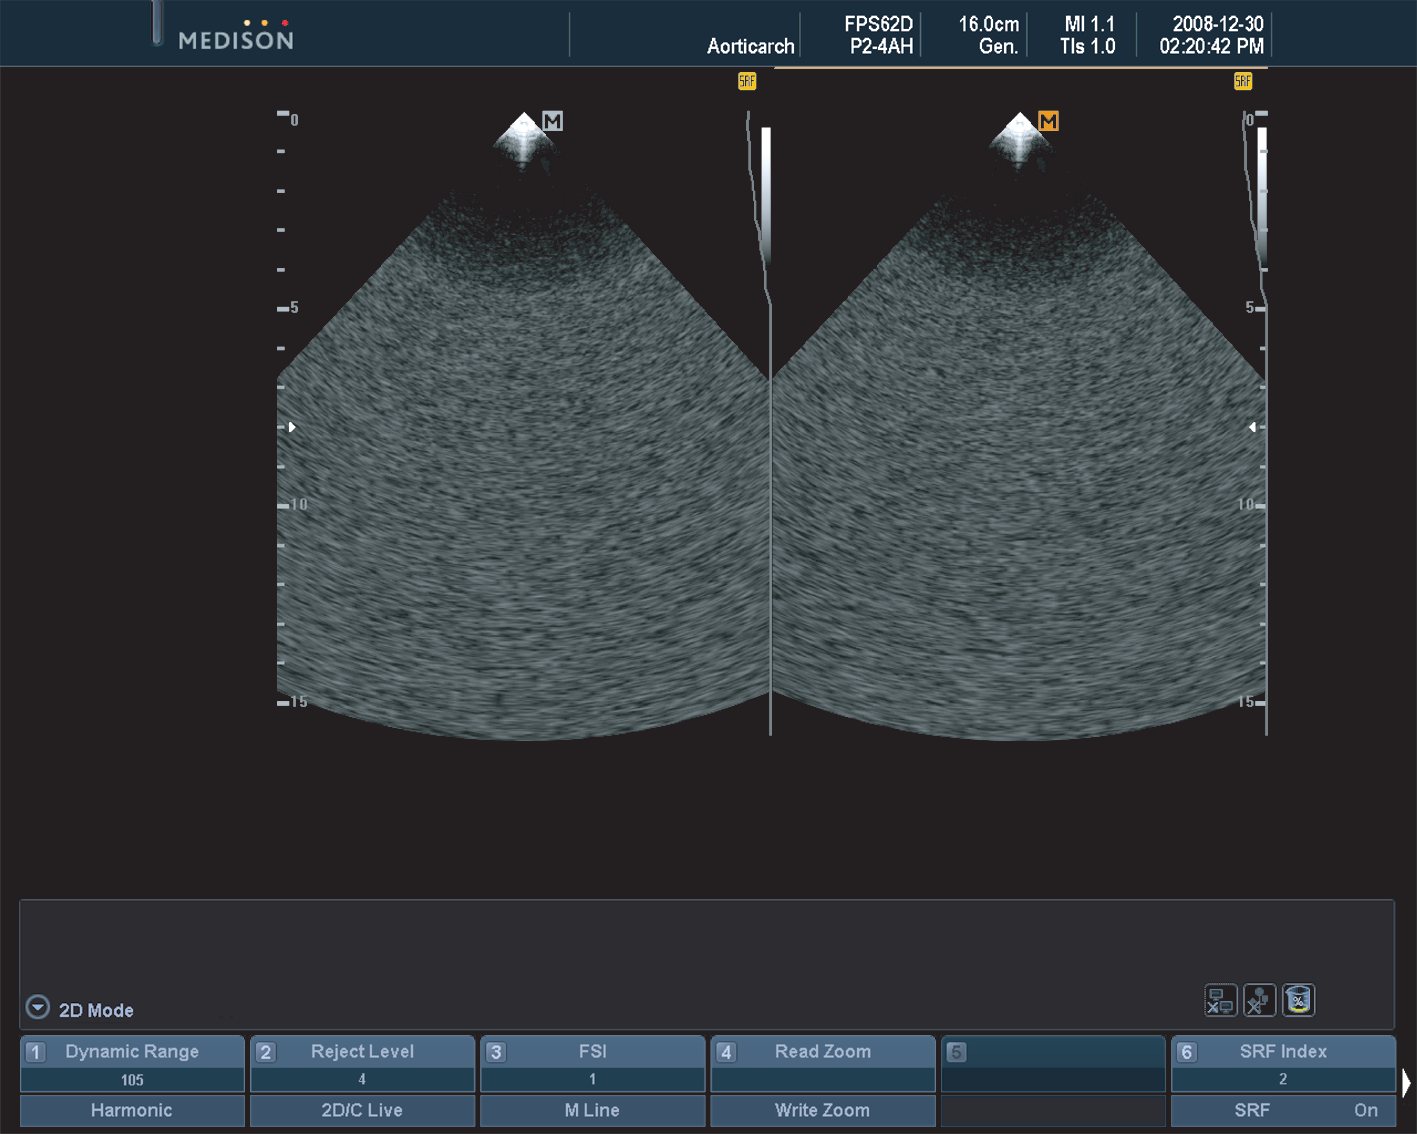 MEDISON
Aorticarch
FPS62D
P2-4AH
16.0cm
Gen.
MI 1.1
TIs 1.0
2008-12-30
02:20:42 PM
SRF
SRF
M
M
0
5
10
15
0
5
10
15
2D Mode
%
1 Dynamic Range
105
Harmonic
2 Reject Level
4
2D/C Live
3 FSI
1
M Line
4 Read Zoom
Write Zoom
5
6 SRF Index
2
SRF On